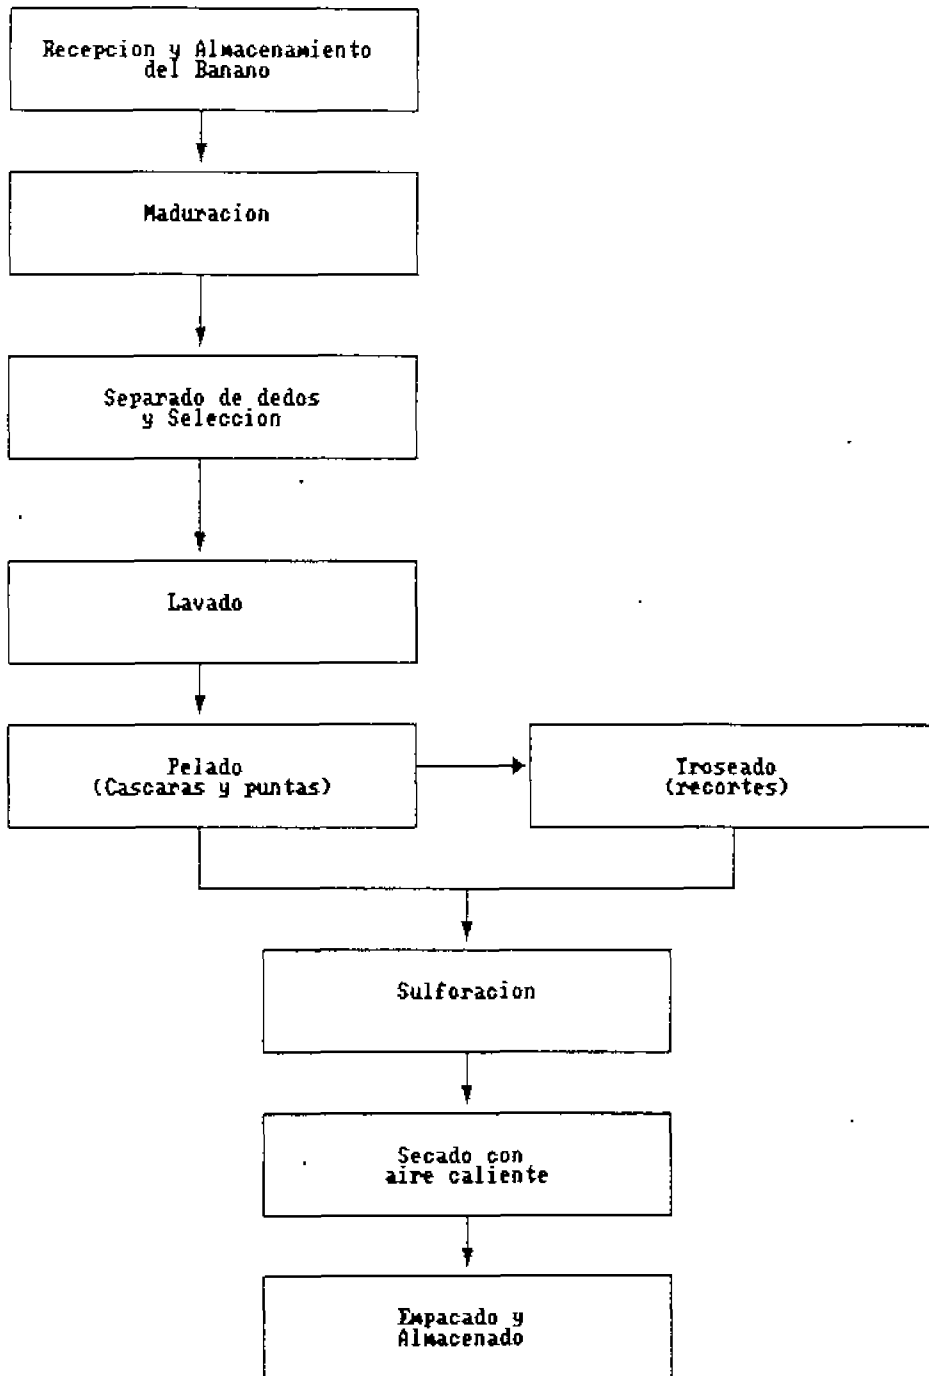 Recepcion y Almacenamiento
del Banano
Maduracion
Separado de dedos
y Seleccion
Lavado
Pelado
(Cascaras y puntas)
Troseado
(recortes)
Sulforacion
Secado con
aire caliente
Empacado y
Almacenado